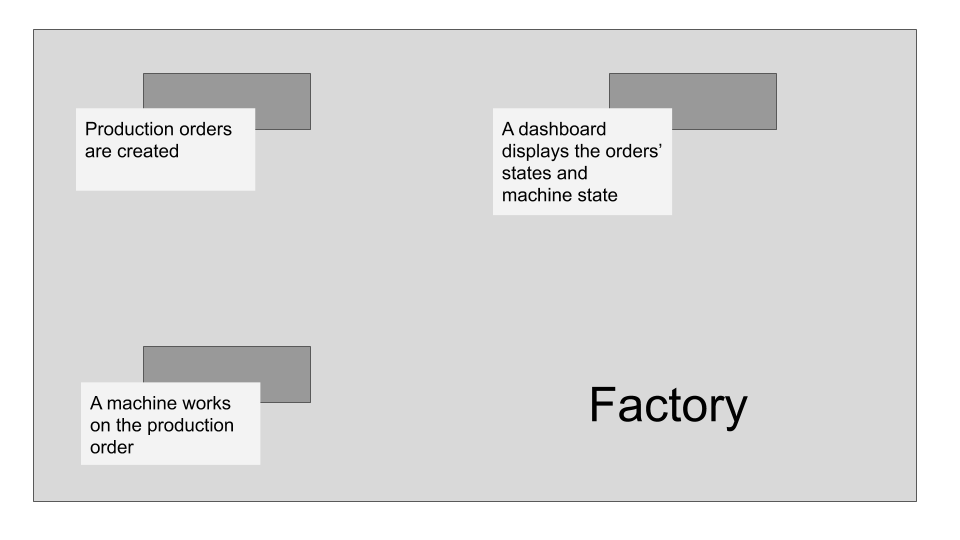 Production orders
are created
A dashboard
displays the orders’
states and
machine state
A machine works
on the production
order
Factory